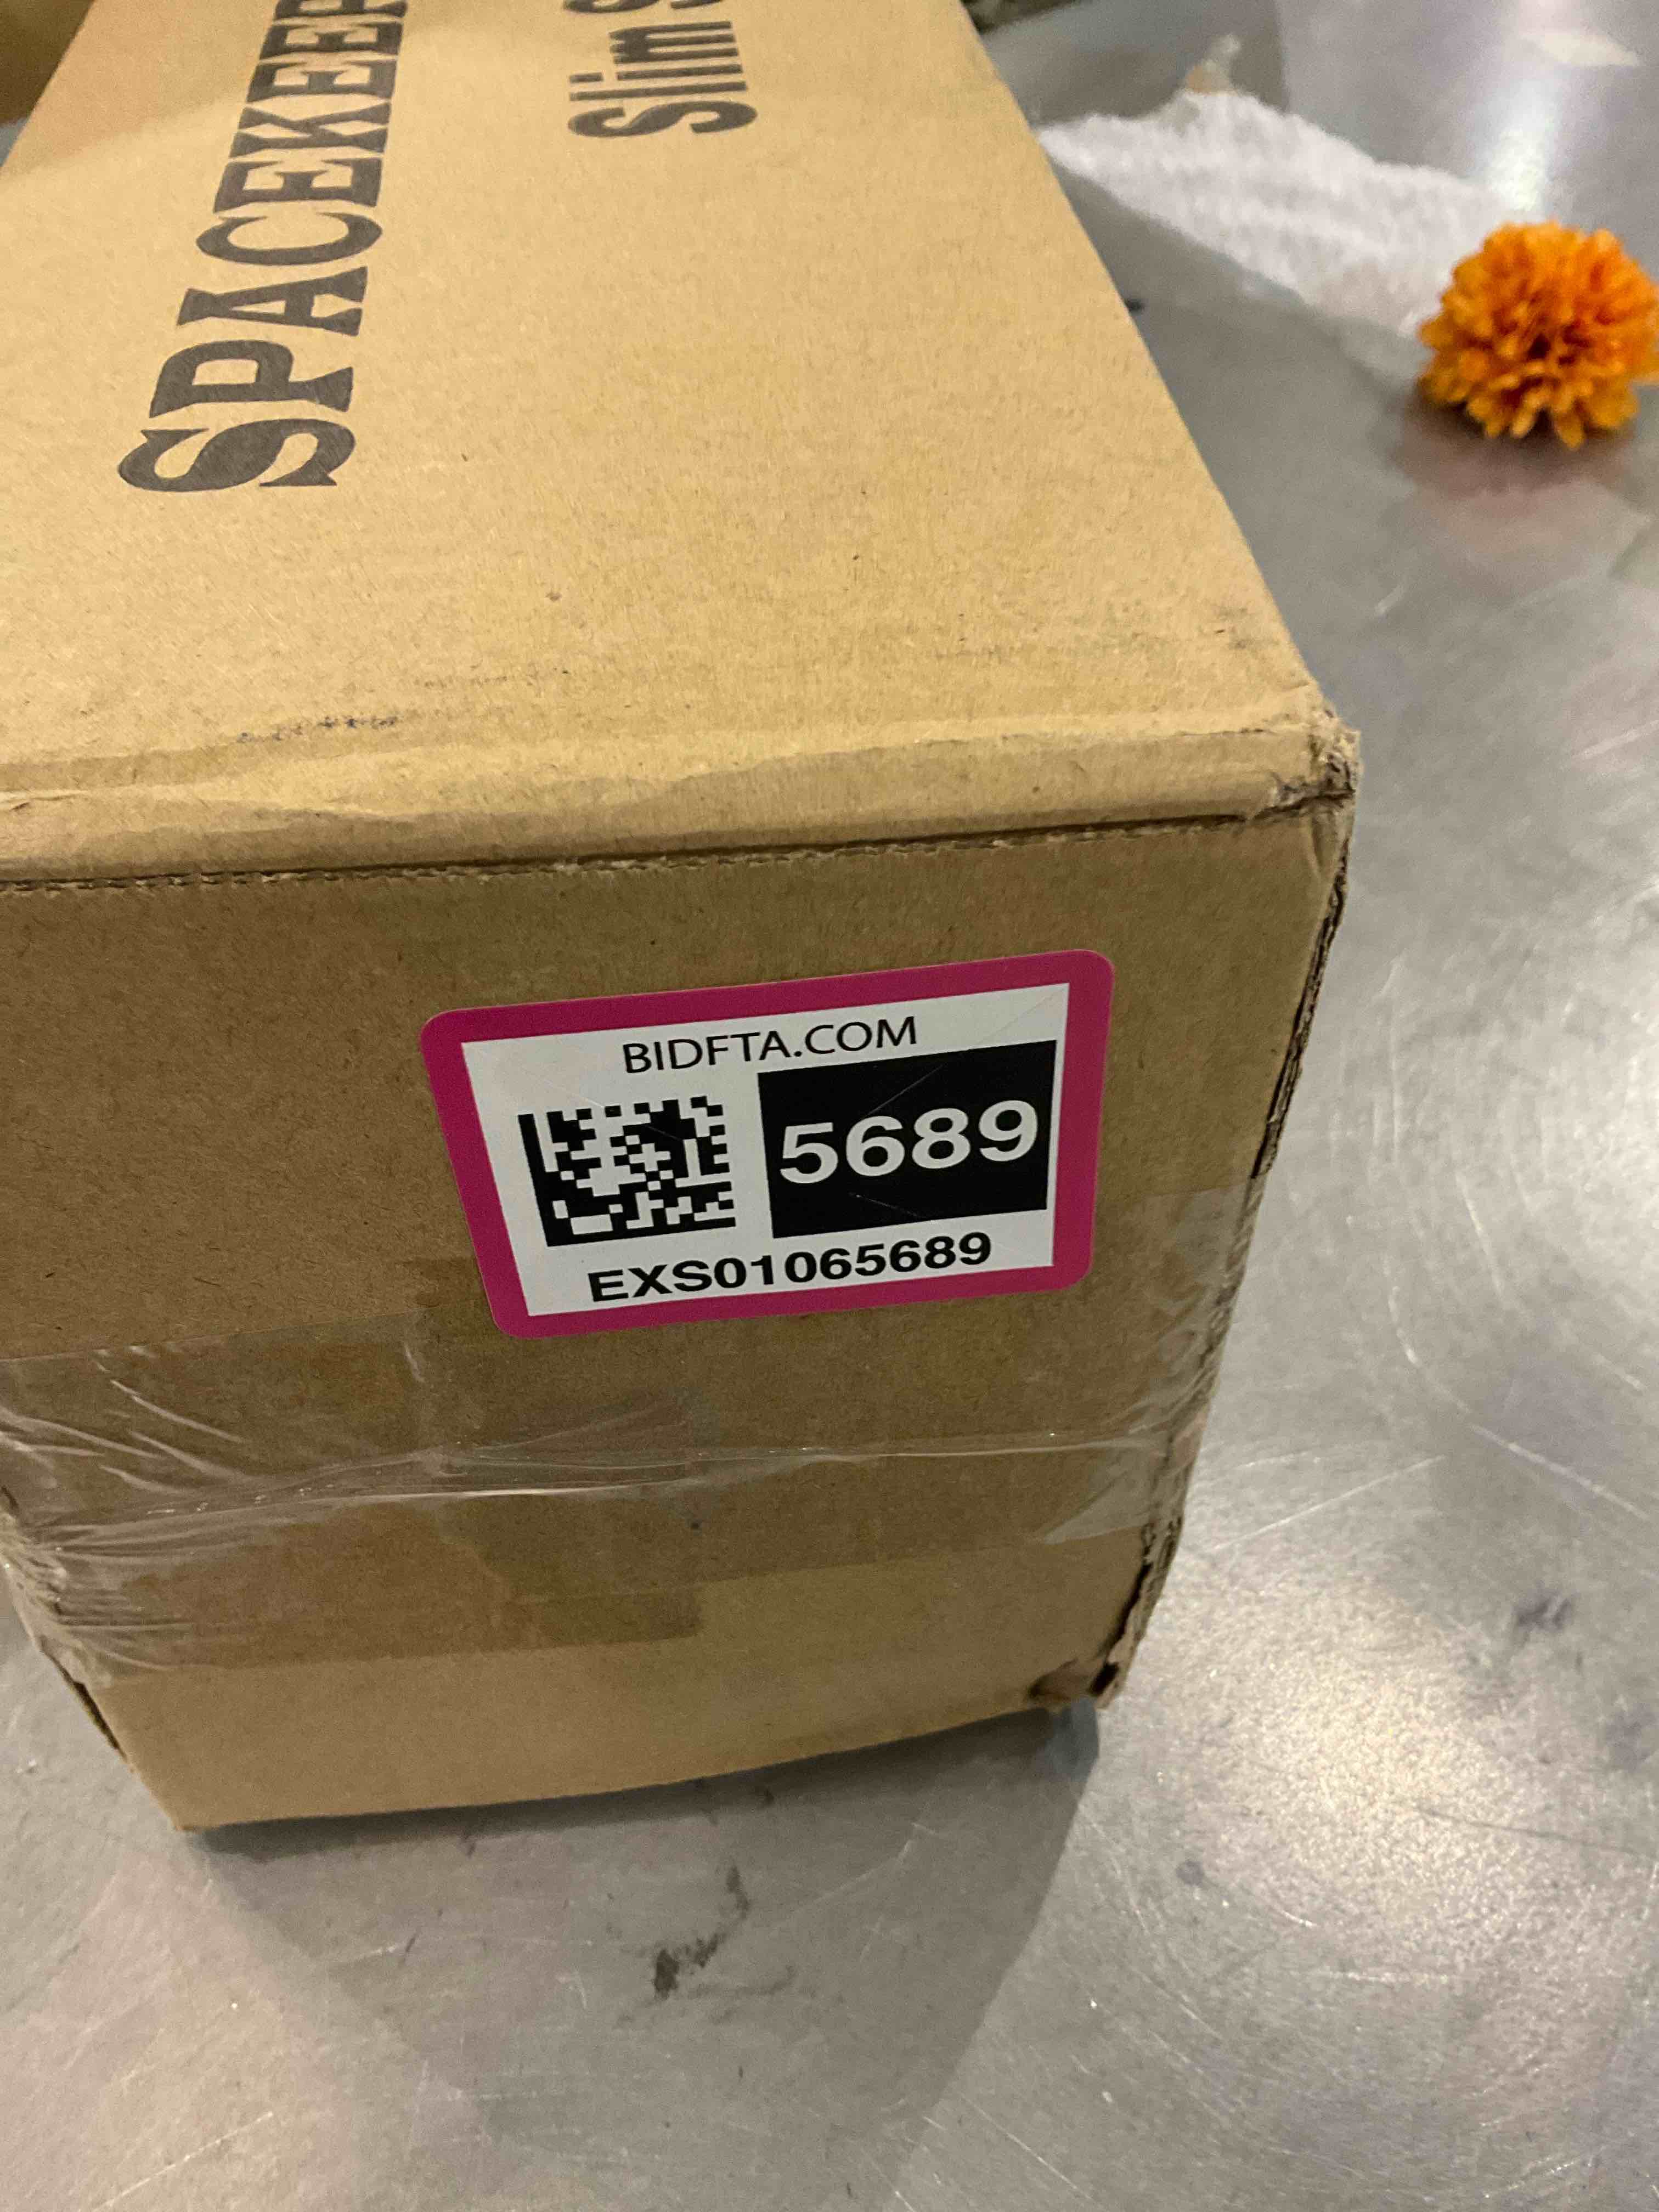 SPACEKEEP
Slim S
BIDFTA.COM
5689
EXS01065689